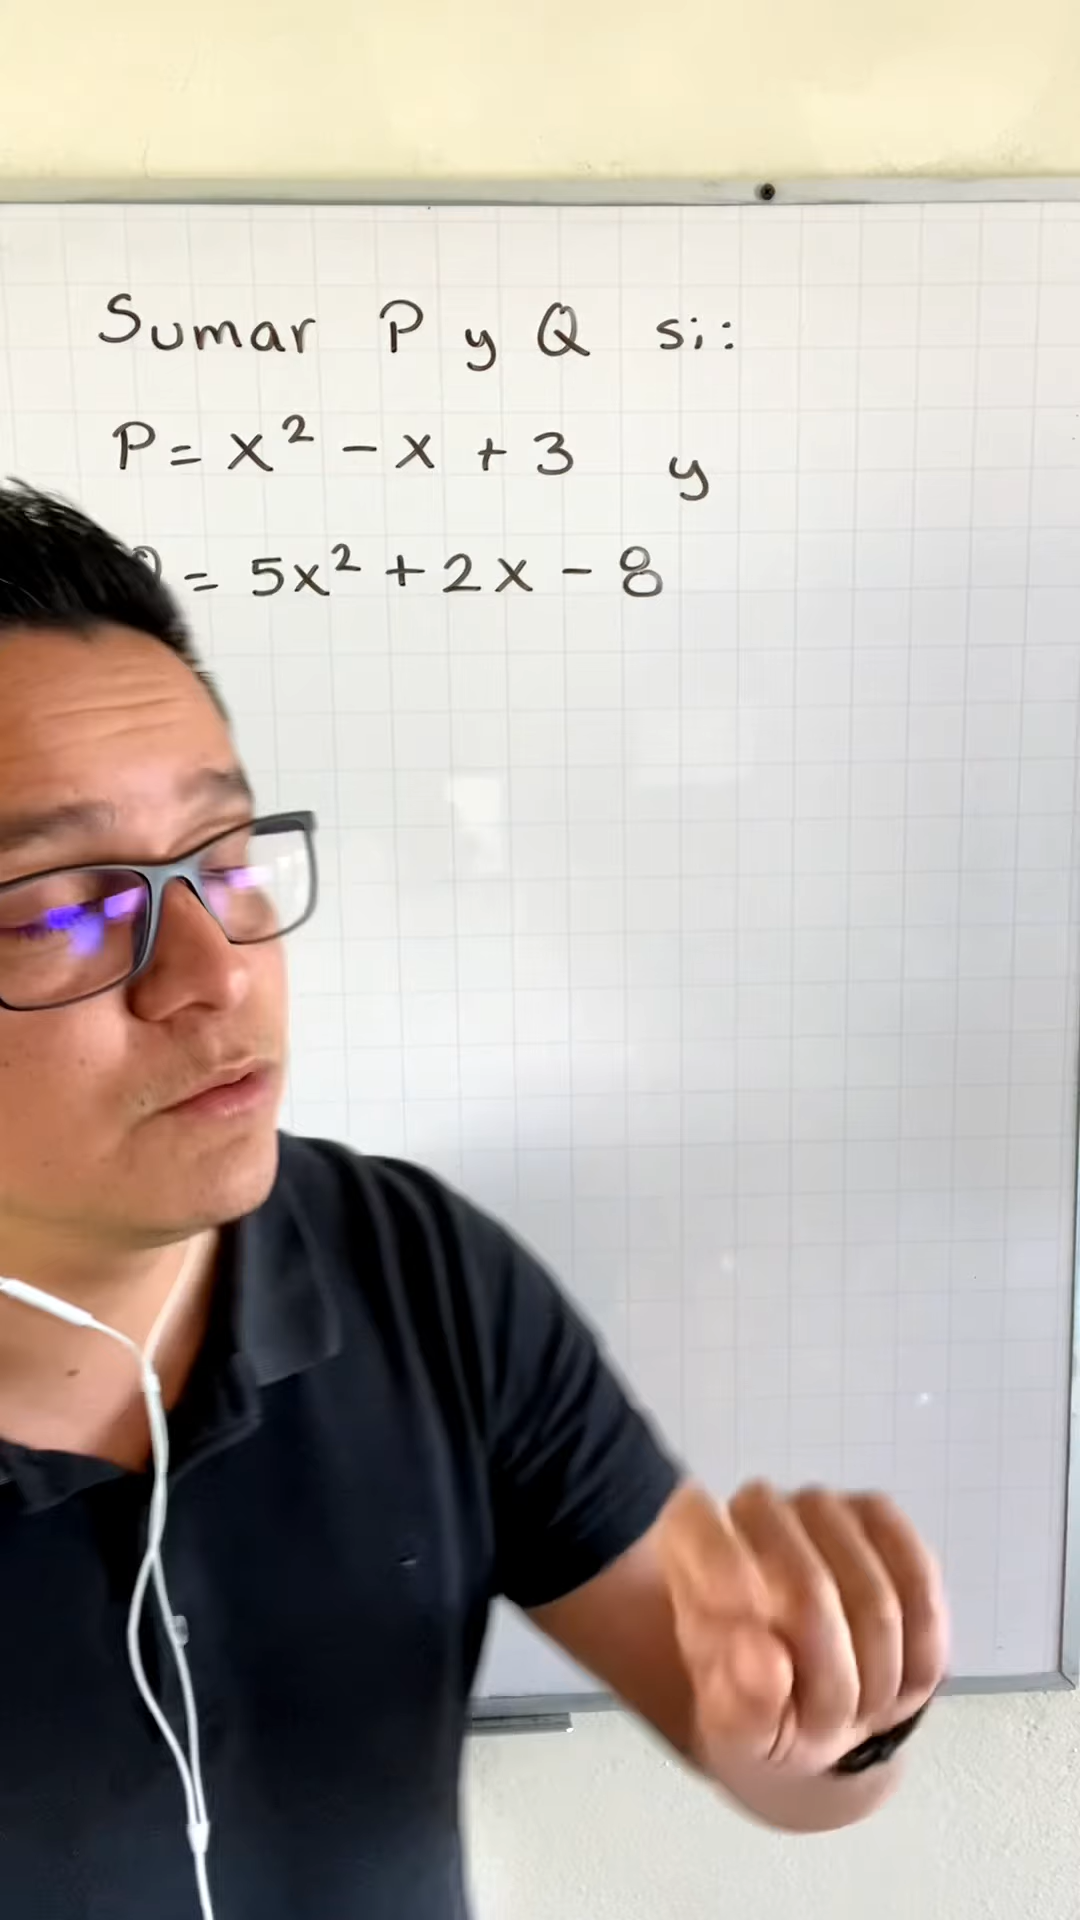 Sumar P y Q si:
P = x² - x + 3 y
Q = 5x² + 2x - 8